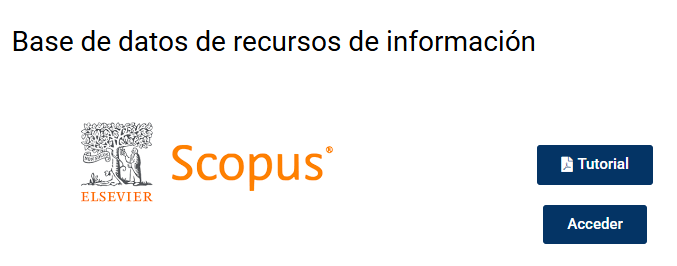 Base de datos de recursos de información
Scopus®
ELSEVIER
Tutorial
Acceder